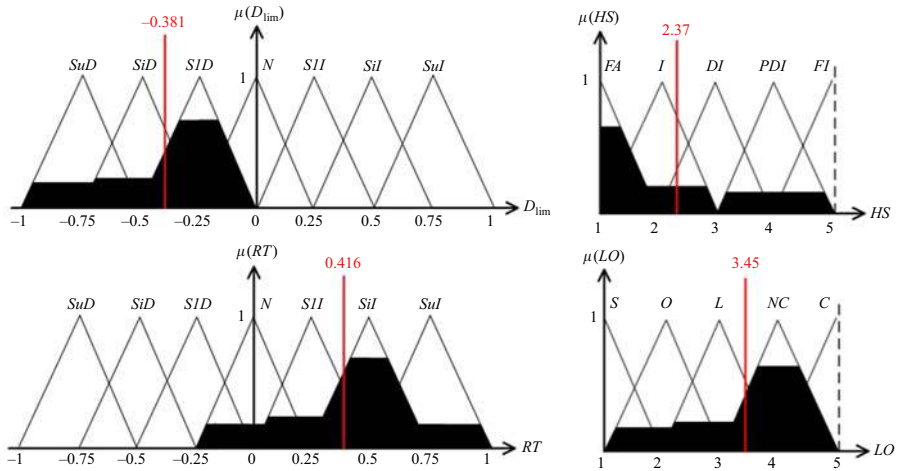 μ(D_lim)
−0.381
SuD SiD S1D N S1I SiI SuI
1
−1 −0.75 −0.5 −0.25 0 0.25 0.5 0.75 1 D_lim
μ(HS)
2.37
FA I DI PDI FI
1
1 2 3 4 5 HS
μ(RT)
0.416
SuD SiD S1D N S1I SiI SuI
1
−1 −0.75 −0.5 −0.25 0 0.25 0.5 0.75 1 RT
μ(LO)
3.45
S O L NC C
1
1 2 3 4 5 LO